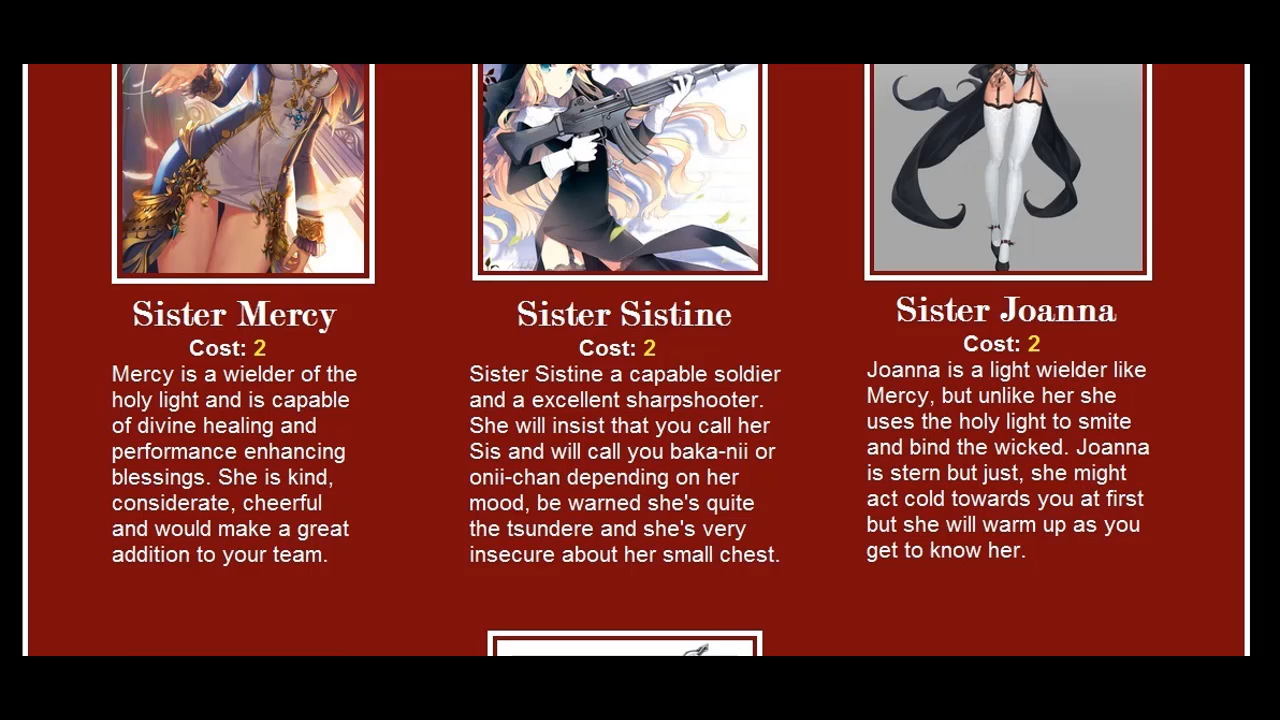 Sister Mercy
Cost: 2
Mercy is a wielder of the
holy light and is capable
of divine healing and
performance enhancing
blessings. She is kind,
considerate, cheerful
and would make a great
addition to your team.
Sister Sistine
Cost: 2
Sister Sistine a capable soldier
and a excellent sharpshooter.
She will insist that you call her
Sis and will call you baka-nii or
onii-chan depending on her
mood, be warned she's quite
the tsundere and she's very
insecure about her small chest.
Sister Joanna
Cost: 2
Joanna is a light wielder like
Mercy, but unlike her she
uses the holy light to smite
and bind the wicked. Joanna
is stern but just, she might
act cold towards you at first
but she will warm up as you
get to know her.